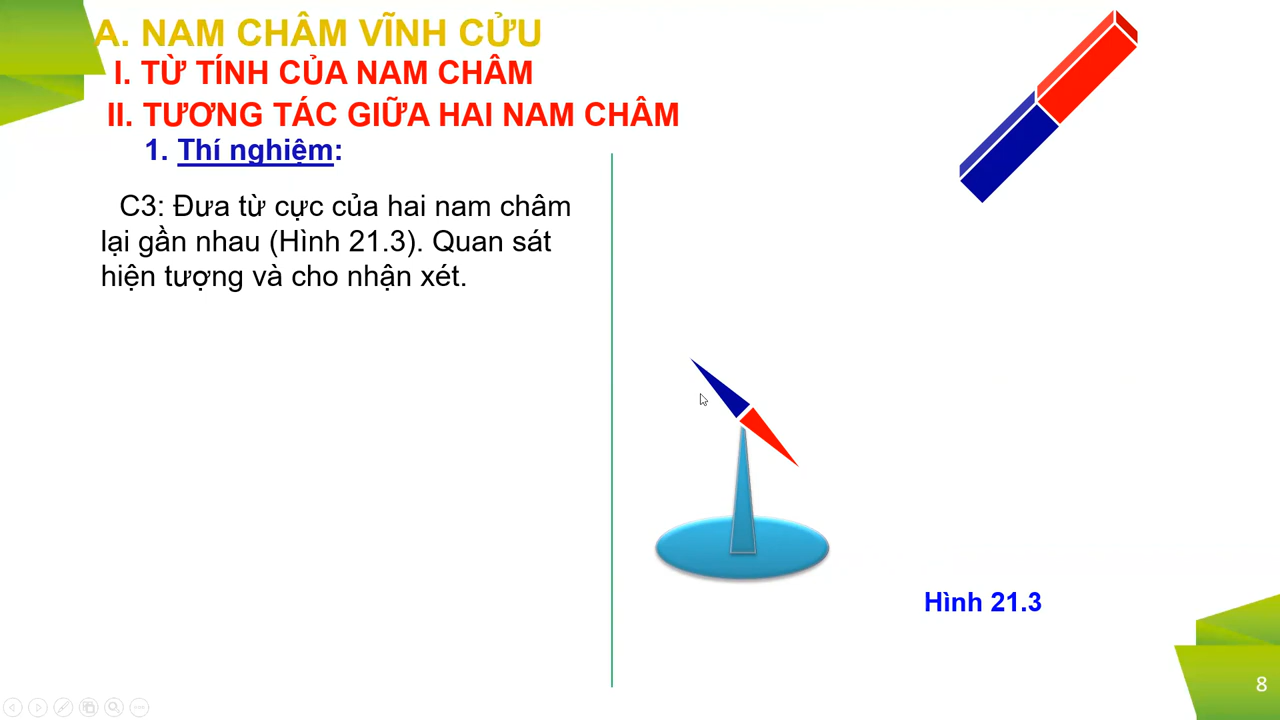 A. NAM CHÂM VĨNH CỬU
I. TỪ TÍNH CỦA NAM CHÂM
II. TƯƠNG TÁC GIỮA HAI NAM CHÂM
1. Thí nghiệm:
C3: Đưa từ cực của hai nam châm
lại gần nhau (Hình 21.3). Quan sát
hiện tượng và cho nhận xét.
Hình 21.3
8